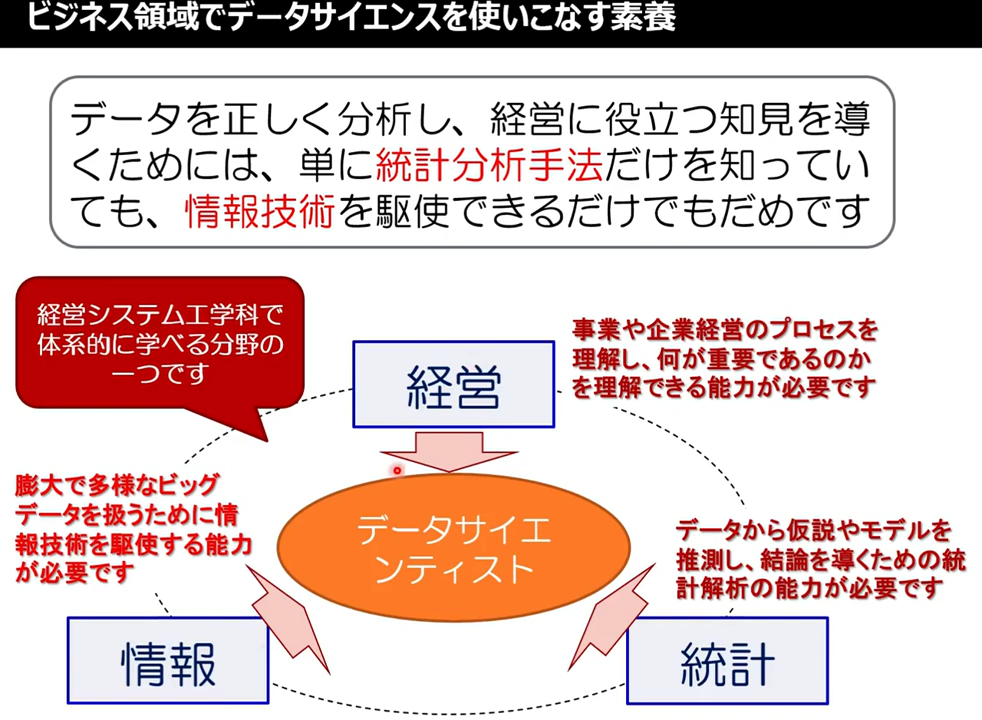 ビジネス領域でデータサイエンスを使いこなす素養
データを正しく分析し、経営に役立つ知見を導
くためには、単に統計分析手法だけを知ってい
ても、情報技術を駆使できるだけでもだめです
経営システム工学科で
体系的に学べる分野の
一つです
経営
事業や企業経営のプロセスを
理解し、何が重要であるのか
を理解できる能力が必要です
膨大で多様なビッグ
データを扱うために情
報技術を駆使する能力
が必要です
データサイエ
ンティスト
データから仮説やモデルを
推測し、結論を導くための統
計解析の能力が必要です
情報
統計